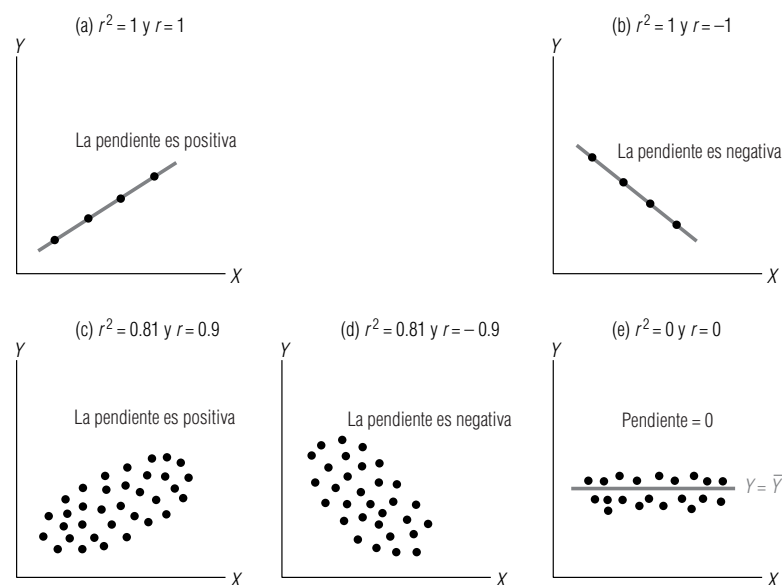 (a) r² = 1 y r = 1
Y
La pendiente es positiva
X
(b) r² = 1 y r = –1
Y
La pendiente es negativa
X
(c) r² = 0.81 y r = 0.9
Y
La pendiente es positiva
X
(d) r² = 0.81 y r = – 0.9
Y
La pendiente es negativa
X
(e) r² = 0 y r = 0
Y
Pendiente = 0
Y = Y̅
X